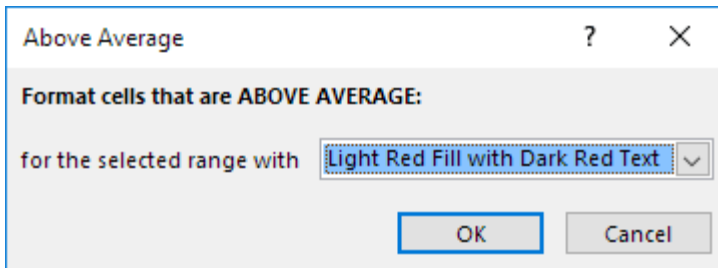 Above Average ?
Format cells that are ABOVE AVERAGE:
for the selected range with Light Red Fill with Dark Red Text
OK Cancel